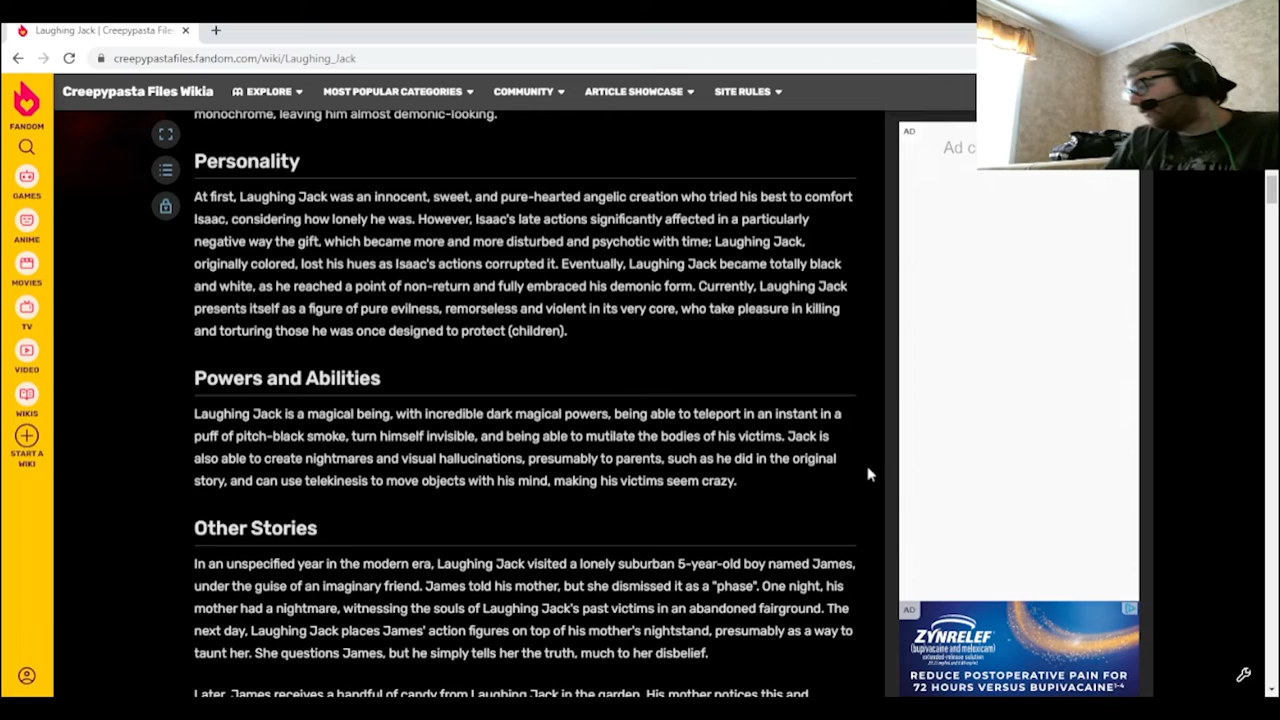 Laughing Jack | Creepypasta File
creepypastafiles.fandom.com/wiki/Laughing_Jack
Creepypasta Files Wikia
EXPLORE
MOST POPULAR CATEGORIES
COMMUNITY
ARTICLE SHOWCASE
SITE RULES
FANDOM
GAMES
ANIME
MOVIES
TV
VIDEO
WIKIS
START A
WIKI
monochrome, leaving him almost demonic-looking.
Personality
At first, Laughing Jack was an innocent, sweet, and pure-hearted angelic creation who tried his best to comfort
Isaac, considering how lonely he was. However, Isaac's late actions significantly affected in a particularly
negative way the gift, which became more and more disturbed and psychotic with time; Laughing Jack,
originally colored, lost his hues as Isaac's actions corrupted it. Eventually, Laughing Jack became totally black
and white, as he reached a point of non-return and fully embraced his demonic form. Currently, Laughing Jack
presents itself as a figure of pure evilness, remorseless and violent in its very core, who take pleasure in killing
and torturing those he was once designed to protect (children).
Powers and Abilities
Laughing Jack is a magical being, with incredible dark magical powers, being able to teleport in an instant in a
puff of pitch-black smoke, turn himself invisible, and being able to mutilate the bodies of his victims. Jack is
also able to create nightmares and visual hallucinations, presumably to parents, such as he did in the original
story, and can use telekinesis to move objects with his mind, making his victims seem crazy.
Other Stories
In an unspecified year in the modern era, Laughing Jack visited a lonely suburban 5-year-old boy named James,
under the guise of an imaginary friend. James told his mother, but she dismissed it as a "phase". One night, his
mother had a nightmare, witnessing the souls of Laughing Jack's past victims in an abandoned fairground. The
next day, Laughing Jack places James' action figures on top of his mother's nightstand, presumably as a way to
taunt her. She questions James, but he simply tells her the truth, much to her disbelief.
Later, James receives a handful of candy from Laughing Jack in the garden. His mother notices this and
AD
Ad c
AD
ZYNRELEF
(bupivacaine and meloxicam)
extended-release solution
REDUCE POSTOPERATIVE PAIN FOR
72 HOURS VERSUS BUPIVACAINE